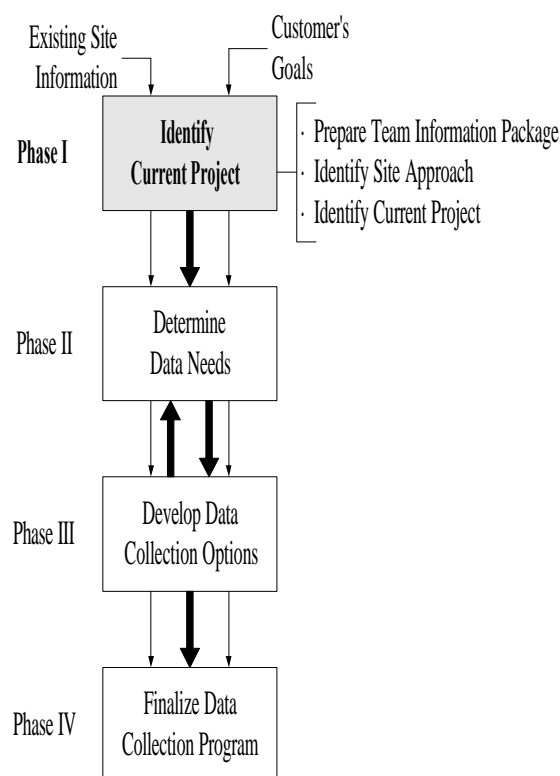 Existing Site
Information
Customer's
Goals
Phase I
Identify
Current Project
· Prepare Team Information Package
· Identify Site Approach
· Identify Current Project
Phase II
Determine
Data Needs
Phase III
Develop Data
Collection Options
Phase IV
Finalize Data
Collection Program